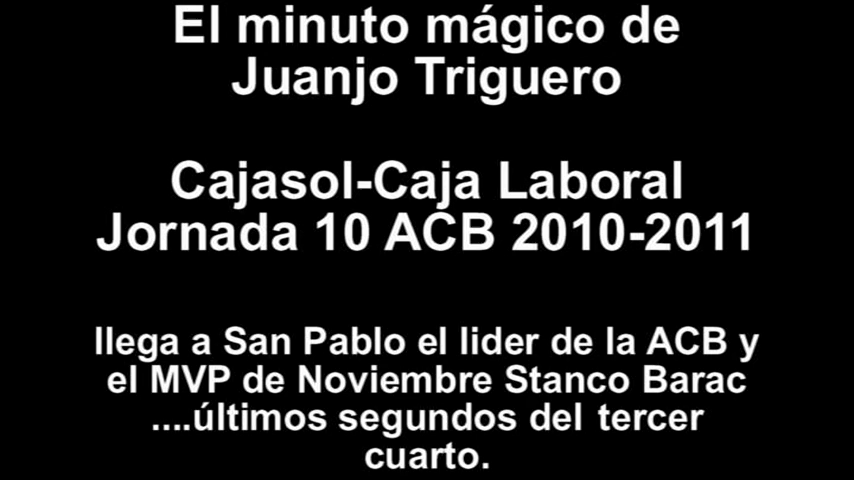 El minuto mágico de
Juanjo Triguero
Cajasol-Caja Laboral
Jornada 10 ACB 2010-2011
llega a San Pablo el lider de la ACB y
el MVP de Noviembre Stanco Barac
....últimos segundos del tercer
cuarto.